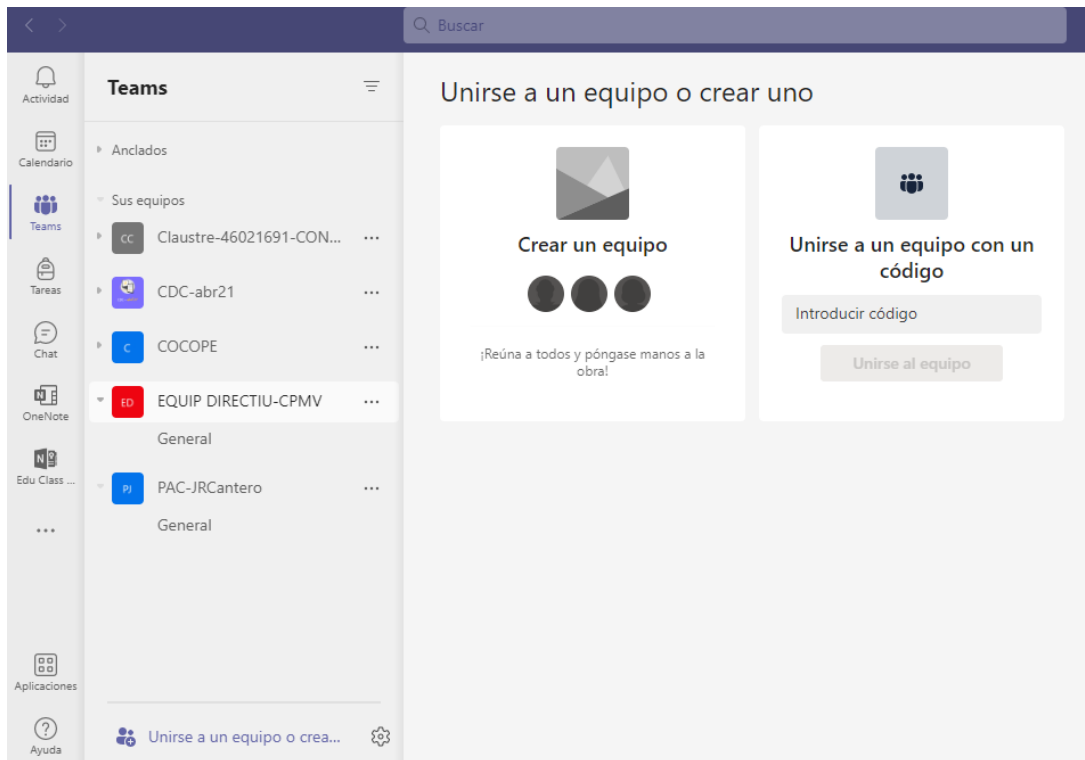 Buscar
Actividad
Calendario
Teams
Tareas
Chat
OneNote
Edu Class ...
...
Aplicaciones
Ayuda
Teams
Anclados
Sus equipos
CC Claustre-46021691-CON... ...
CDC-abr21 ...
C COCOPE ...
ED EQUIP DIRECTIU-CPMV ...
General
PJ PAC-JRCantero ...
General
Unirse a un equipo o crea...
Unirse a un equipo o crear uno
Crear un equipo
¡Reúna a todos y póngase manos a la
obra!
Unirse a un equipo con un
código
Introducir código
Unirse al equipo